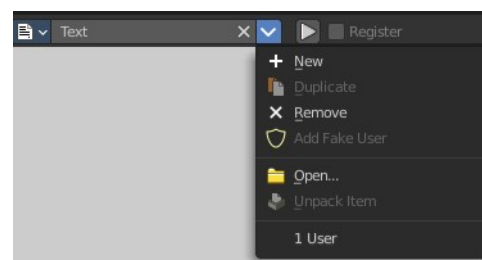 Text
Register
New
Duplicate
Remove
Add Fake User
Open...
Unpack Item
1 User